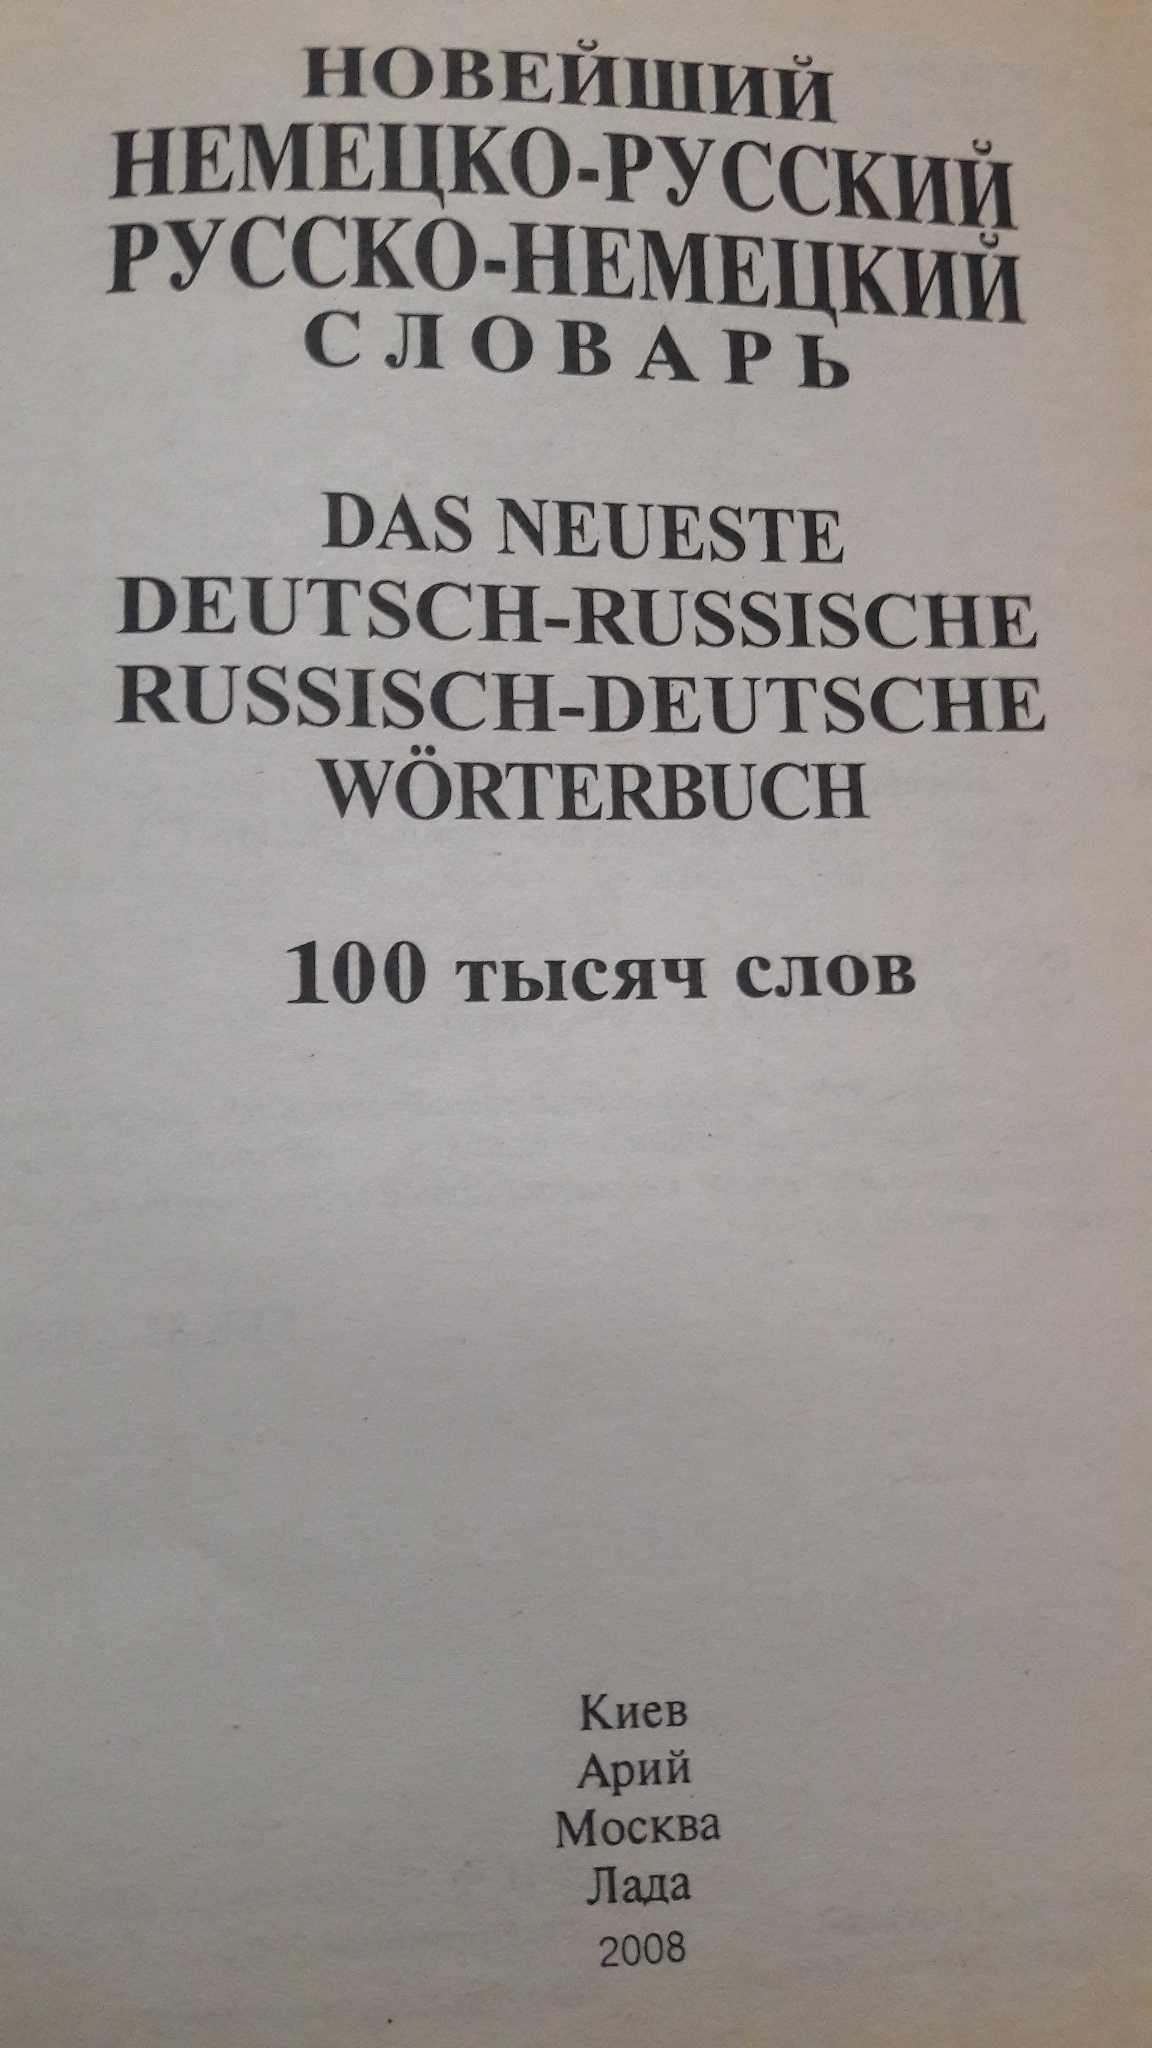 НОВЕЙШИЙ
НЕМЕЦКО-РУССКИЙ
РУССКО-НЕМЕЦКИЙ
СЛОВАРЬ
DAS NEUESTE
DEUTSCH-RUSSISCHE
RUSSISCH-DEUTSCHE
WÖRTERBUCH
100 тысяч слов
Киев
Арий
Москва
Лада
2008